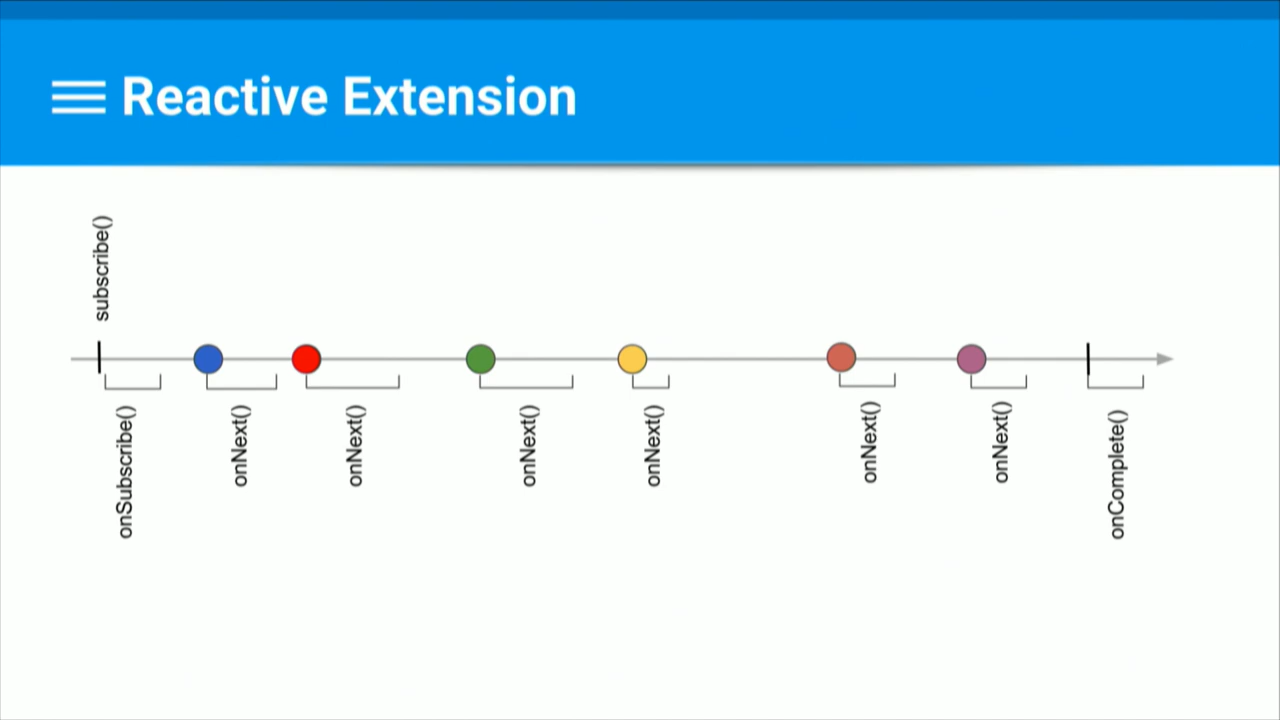 Reactive Extension
subscribe()
onSubscribe()
onNext()
onNext()
onNext()
onNext()
onNext()
onNext()
onComplete()